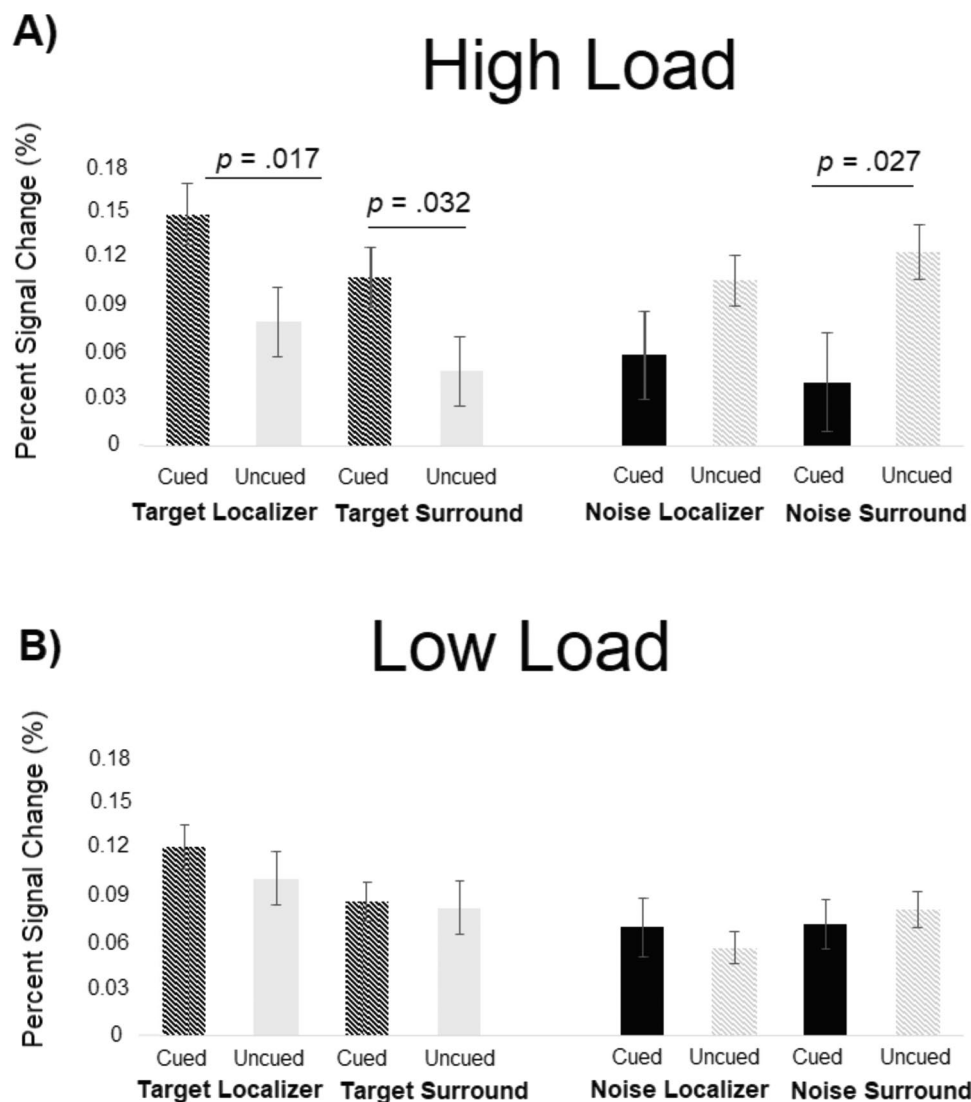 A)
High Load
Percent Signal Change (%)
0.18
0.15
0.12
0.09
0.06
0.03
0
p = .017
p = .032
p = .027
Cued Uncued Cued Uncued Cued Uncued Cued Uncued
Target Localizer Target Surround Noise Localizer Noise Surround
B)
Low Load
Percent Signal Change (%)
0.18
0.15
0.12
0.09
0.06
0.03
0
Cued Uncued Cued Uncued Cued Uncued Cued Uncued
Target Localizer Target Surround Noise Localizer Noise Surround